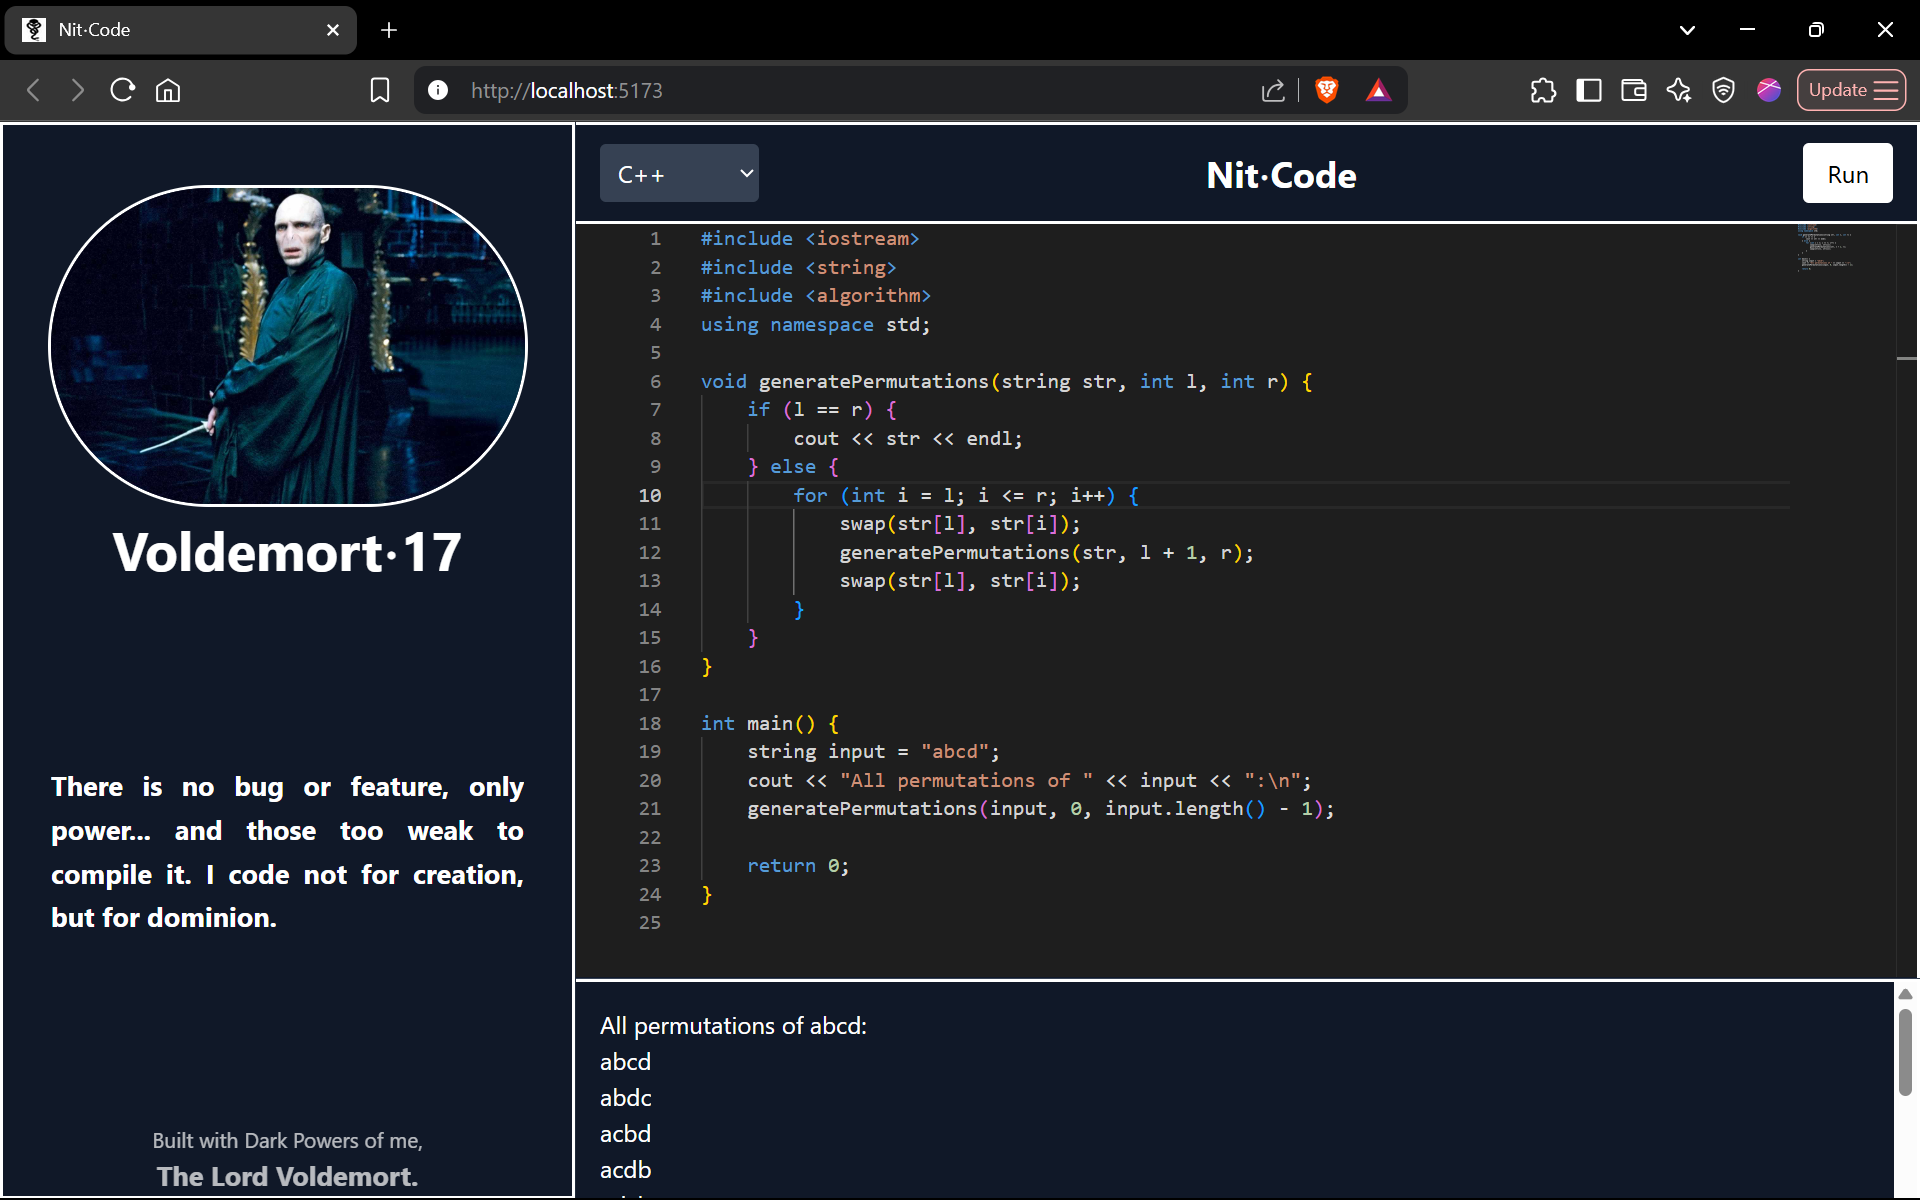 Nit·Code
http://localhost:5173
Update
Voldemort·17
There is no bug or feature, only
power... and those too weak to
compile it. I code not for creation,
but for dominion.
Built with Dark Powers of me,
The Lord Voldemort.
C++
Nit·Code
Run
1 #include <iostream>
2 #include <string>
3 #include <algorithm>
4 using namespace std;
5
6 void generatePermutations(string str, int l, int r) {
7     if (l == r) {
8         cout << str << endl;
9     } else {
10         for (int i = l; i <= r; i++) {
11             swap(str[l], str[i]);
12             generatePermutations(str, l + 1, r);
13             swap(str[l], str[i]);
14         }
15     }
16 }
17
18 int main() {
19     string input = "abcd";
20     cout << "All permutations of " << input << ":\n";
21     generatePermutations(input, 0, input.length() - 1);
22
23     return 0;
24 }
25
All permutations of abcd:
abcd
abdc
acbd
acdb